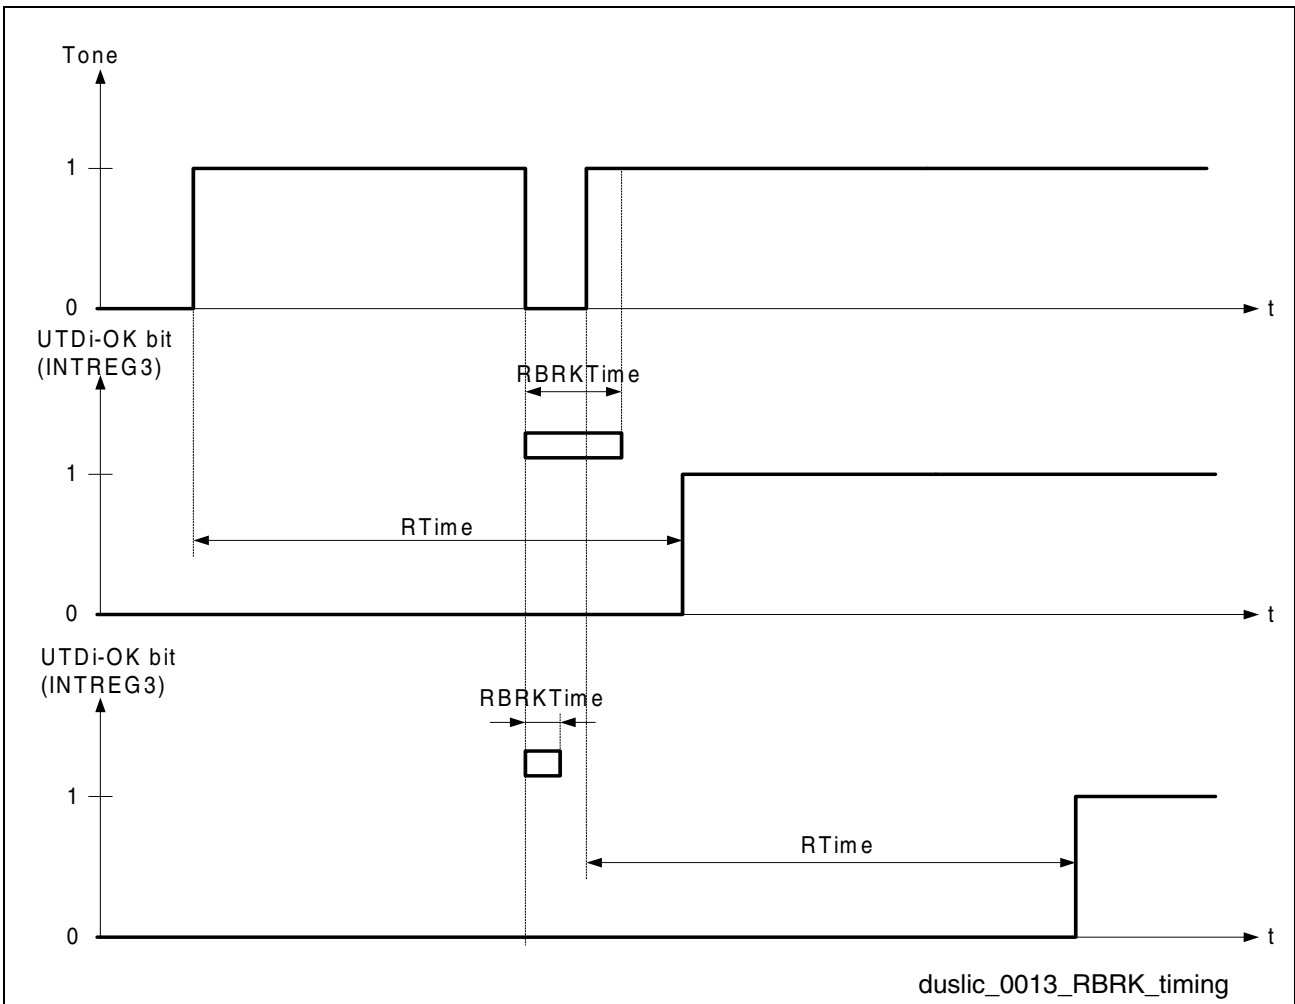 Tone
1
0
t
UTDi-OK bit
(INTREG3)
RBRKTime
1
RTime
0
t
UTDi-OK bit
(INTREG3)
RBRKTime
1
RTime
0
t
duslic_0013_RBRK_timing